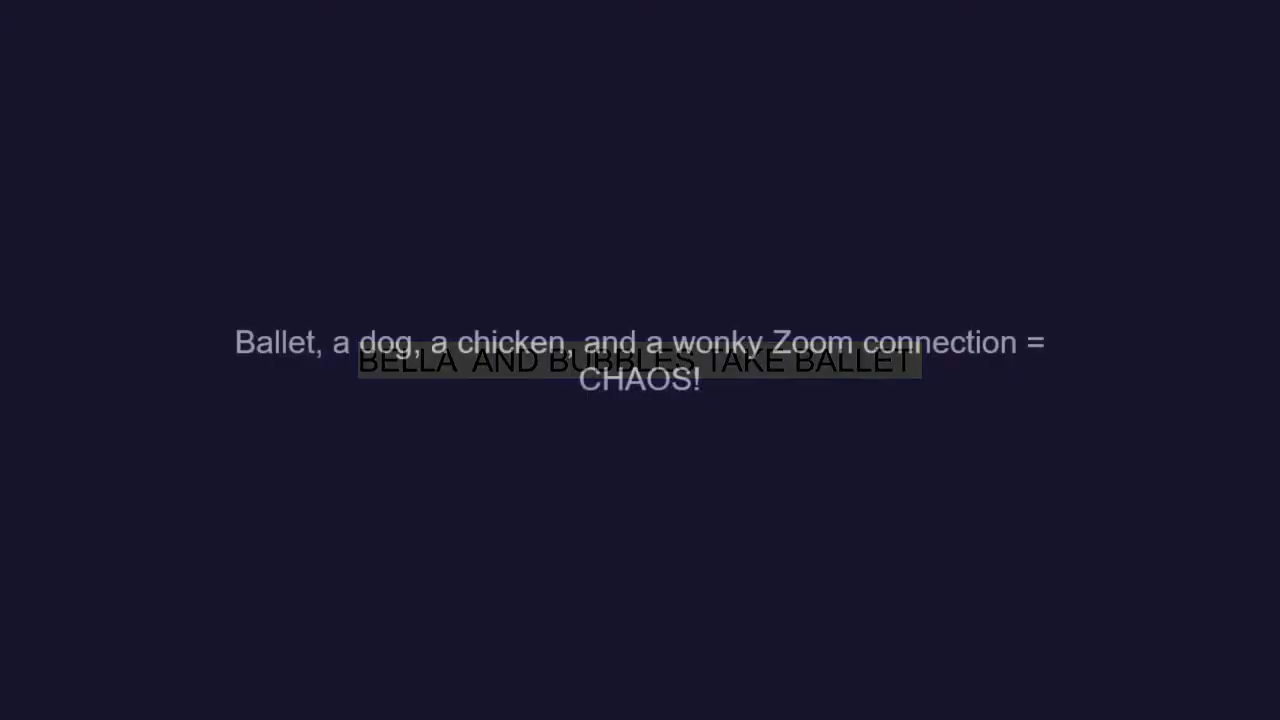 Ballet, a dog, a chicken, and a wonky Zoom connection =
BELLA AND BUBBLES TAKE BALLET
CHAOS!